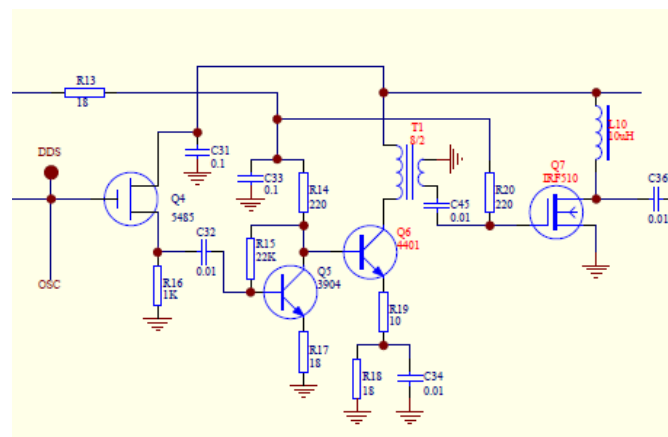 R13
18
DDS
OSC
Q4
5485
C31
0.1
C33
0.1
R14
220
C32
0.01
R15
22K
R16
1K
Q5
3904
R17
18
T1
8/2
Q6
4401
C45
0.01
R19
10
R18
18
C34
0.01
R20
220
Q7
IRF510
L10
10uH
C36
0.01